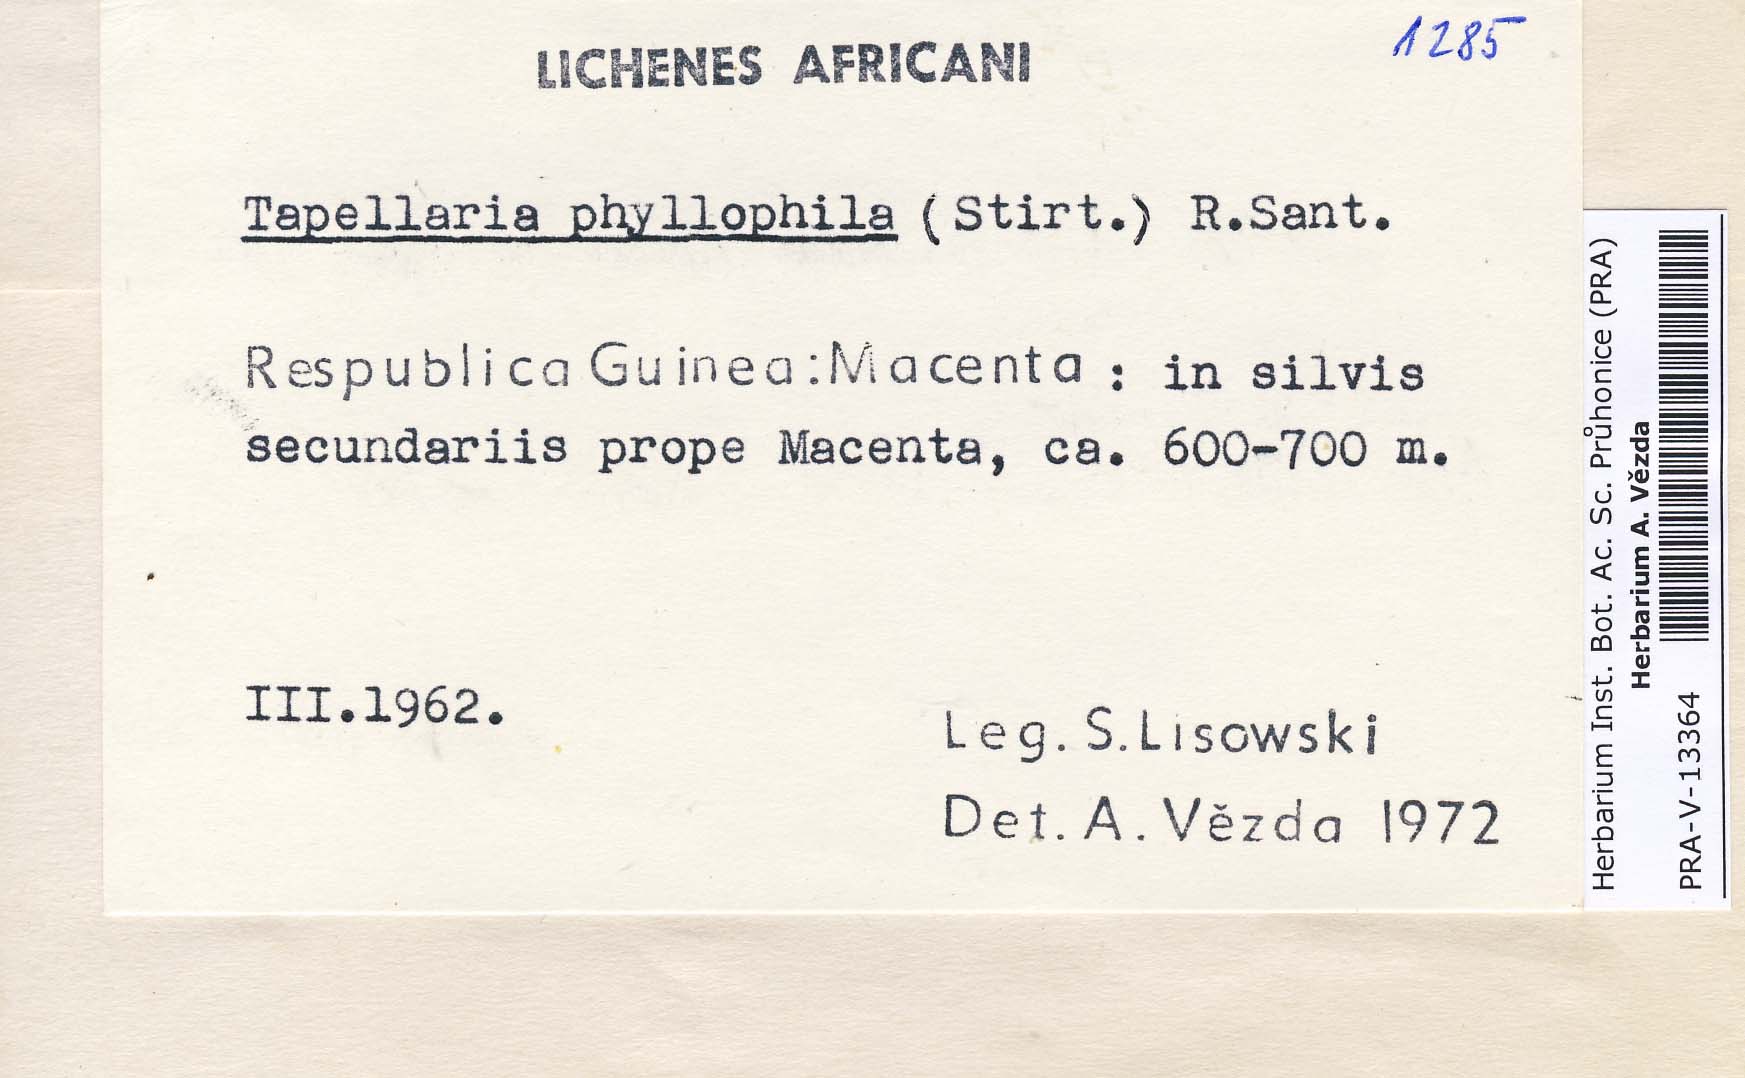 1285
LICHENES AFRICANI
Tapellaria phyllophila (Stirt.) R.Sant.
Respublica Guinea:Macenta : in silvis
secundariis prope Macenta, ca. 600-700 m.
III.1962.
Leg. S.Lisowski
Det. A. Vězda 1972
Herbarium Inst. Bot. Ac. Sc. Průhonice (PRA)
Herbarium A. Vězda
PRA-V-13364